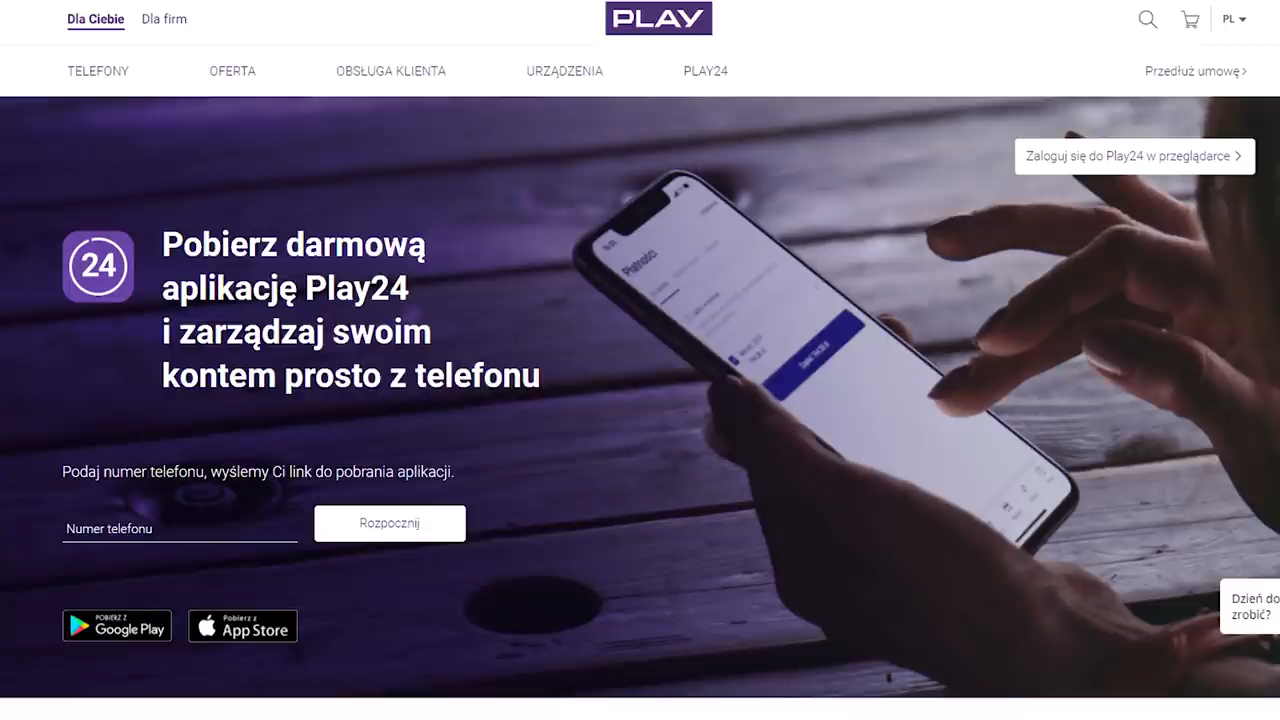 Dla Ciebie
Dla firm
PLAY
PL
TELEFONY
OFERTA
OBSŁUGA KLIENTA
URZĄDZENIA
PLAY24
Przedłuż umowę
Zaloguj się do Play24 w przeglądarce
24
Pobierz darmową
aplikację Play24
i zarządzaj swoim
kontem prosto z telefonu
Płatności
Podaj numer telefonu, wyślemy Ci link do pobrania aplikacji.
Numer telefonu
Rozpocznij
POBIERZ Z
Google Play
Pobierz z
App Store
Dzień do
zrobić?